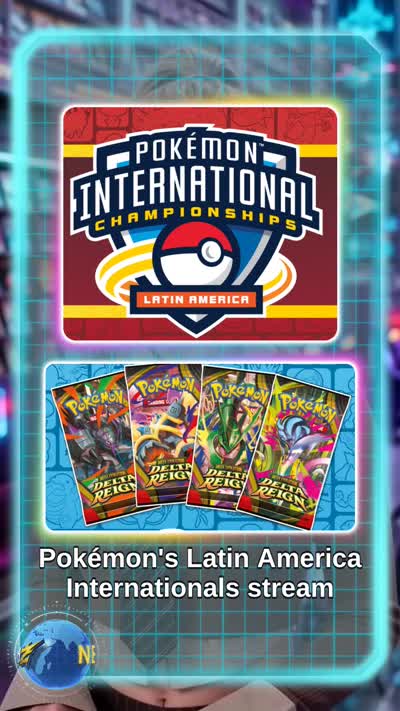 POKÉMON™
INTERNATIONAL
CHAMPIONSHIPS
LATIN AMERICA
Pokémon
DELTA
REIGN
Pokémon
DELTA
REIGN
Pokémon
DELTA
REIGN
Pokémon
DELTA
REIGN
Pokémon's Latin America
Internationals stream
NE